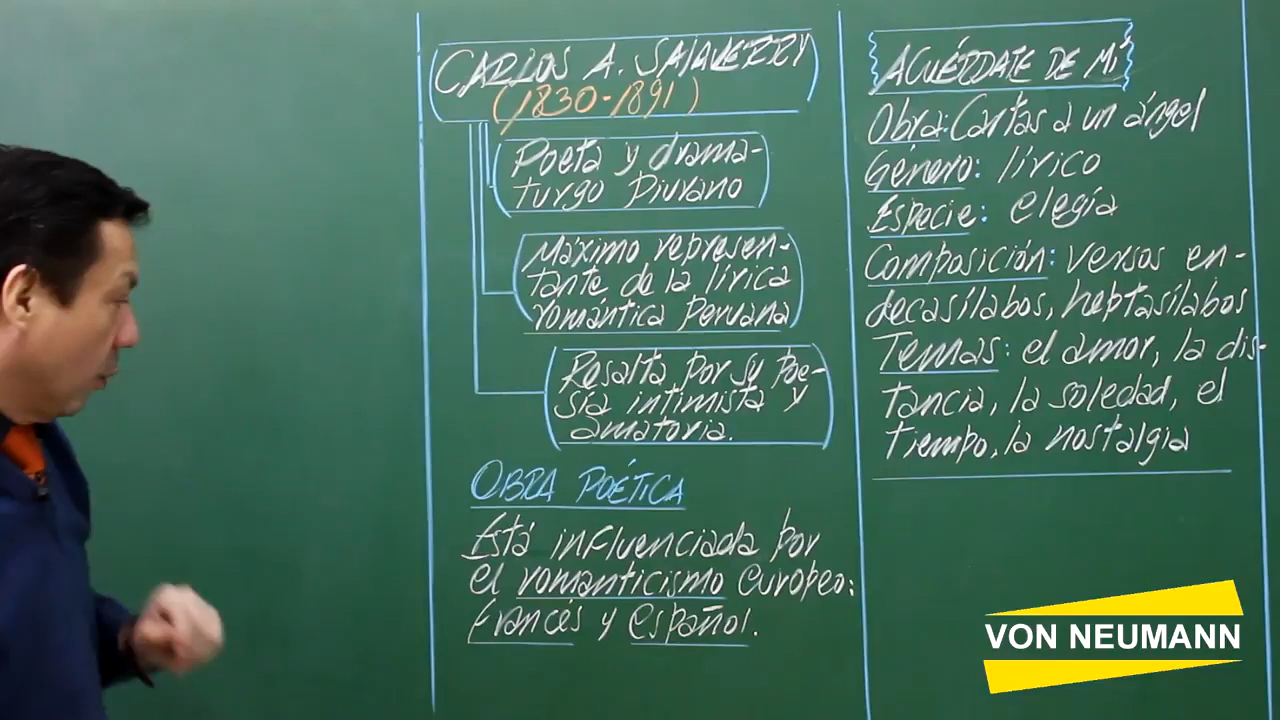 CARLOS A. SALAVERRY
(1830-1891)
Poeta y drama-
turgo piurano
Máximo represen-
tante de la lírica
romántica peruana
Resalta por su poe-
sía intimista y
amatoria.
OBRA POÉTICA
Está influenciada por
el romanticismo europeo:
francés y español.
ACUÉRDATE DE MÍ
Obra: Cartas a un ángel
Género: lírico
Especie: elegía
Composición: versos en-
decasílabos, heptasílabos
Temas: el amor, la dis-
tancia, la soledad, el
tiempo, la nostalgia
VON NEUMANN